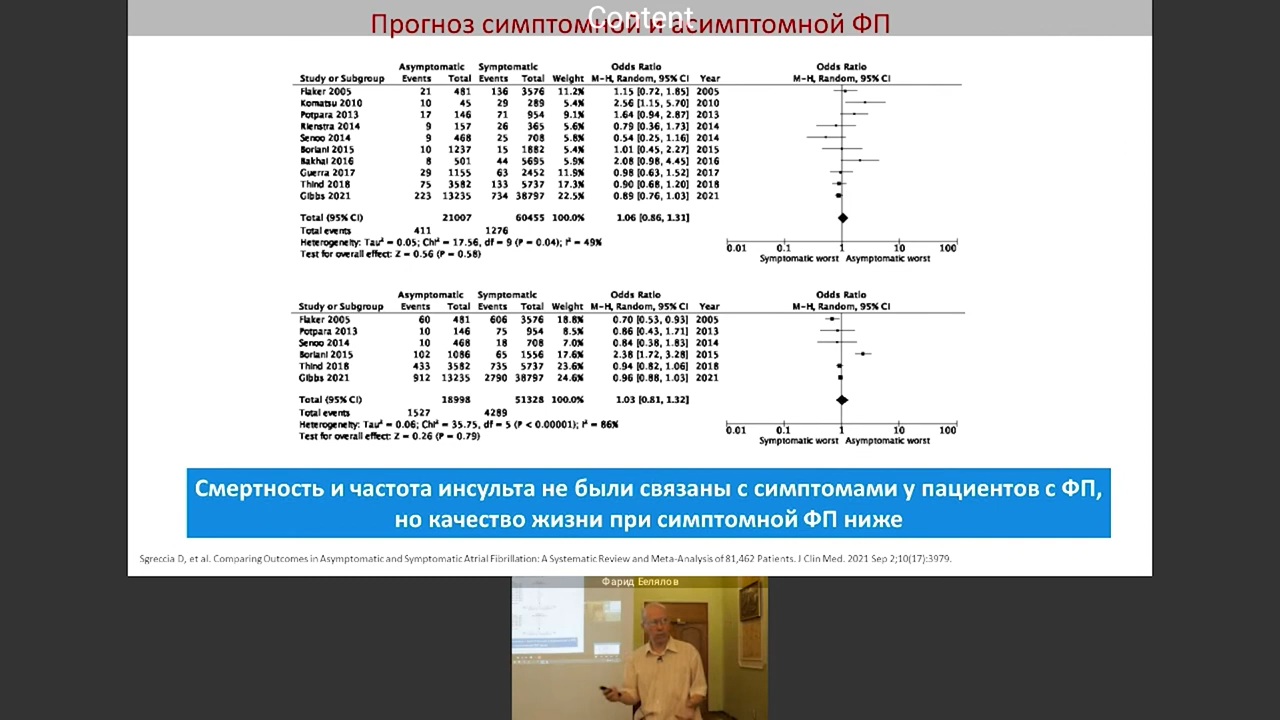 Content
Прогноз симптомной и асимптомной ФП
Asymptomatic Symptomatic Odds Ratio Odds Ratio
Study or Subgroup Events Total Events Total Weight M-H, Random, 95% CI Year M-H, Random, 95% CI
Flaker 2005 21 481 136 3576 11.2% 1.15 [0.72, 1.85] 2005
Komatsu 2010 10 45 29 289 5.4% 2.56 [1.15, 5.70] 2010
Potpara 2013 17 146 71 954 9.1% 1.64 [0.94, 2.87] 2013
Rienstra 2014 9 157 26 365 5.6% 0.79 [0.36, 1.73] 2014
Senoo 2014 9 468 25 708 5.8% 0.54 [0.25, 1.16] 2014
Boriani 2015 10 1237 15 1882 5.4% 1.01 [0.45, 2.27] 2015
Bakhai 2016 8 501 44 5695 5.9% 2.08 [0.98, 4.45] 2016
Guerra 2017 29 1155 63 2452 11.9% 0.98 [0.63, 1.52] 2017
Thind 2018 75 3582 133 5737 17.3% 0.90 [0.68, 1.20] 2018
Gibbs 2021 223 13235 734 38797 22.5% 0.89 [0.76, 1.03] 2021
Total (95% CI) 21007 60455 100.0% 1.06 [0.86, 1.31]
Total events 411 1276
Heterogeneity: Tau² = 0.05; Chi² = 17.56, df = 9 (P = 0.04); I² = 49%
Test for overall effect: Z = 0.56 (P = 0.58)
0.01 0.1 1 10 100
Symptomatic worst Asymptomatic worst
Asymptomatic Symptomatic Odds Ratio Odds Ratio
Study or Subgroup Events Total Events Total Weight M-H, Random, 95% CI Year M-H, Random, 95% CI
Flaker 2005 60 481 606 3576 18.8% 0.70 [0.53, 0.93] 2005
Potpara 2013 10 146 75 954 8.5% 0.86 [0.43, 1.71] 2013
Senoo 2014 10 468 18 708 7.0% 0.84 [0.38, 1.83] 2014
Boriani 2015 102 1086 65 1556 17.6% 2.38 [1.72, 3.28] 2015
Thind 2018 433 3582 735 5737 23.6% 0.94 [0.82, 1.06] 2018
Gibbs 2021 912 13235 2790 38797 24.6% 0.96 [0.88, 1.03] 2021
Total (95% CI) 18998 51328 100.0% 1.03 [0.81, 1.32]
Total events 1527 4289
Heterogeneity: Tau² = 0.06; Chi² = 35.75, df = 5 (P < 0.00001); I² = 86%
Test for overall effect: Z = 0.26 (P = 0.79)
0.01 0.1 1 10 100
Symptomatic worst Asymptomatic worst
Смертность и частота инсульта не были связаны с симптомами у пациентов с ФП,
но качество жизни при симптомной ФП ниже
Sgreccia D, et al. Comparing Outcomes in Asymptomatic and Symptomatic Atrial Fibrillation: A Systematic Review and Meta-Analysis of 81,462 Patients. J Clin Med. 2021 Sep 2;10(17):3979.
Фарид Белялов